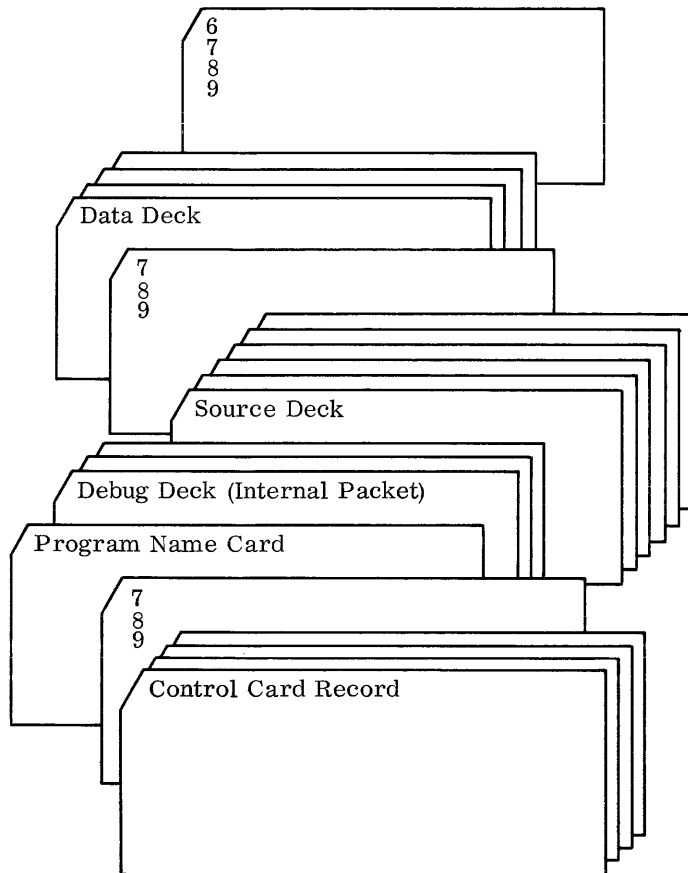 6
7
8
9
Data Deck
7
8
9
Source Deck
Debug Deck (Internal Packet)
Program Name Card
7
8
9
Control Card Record